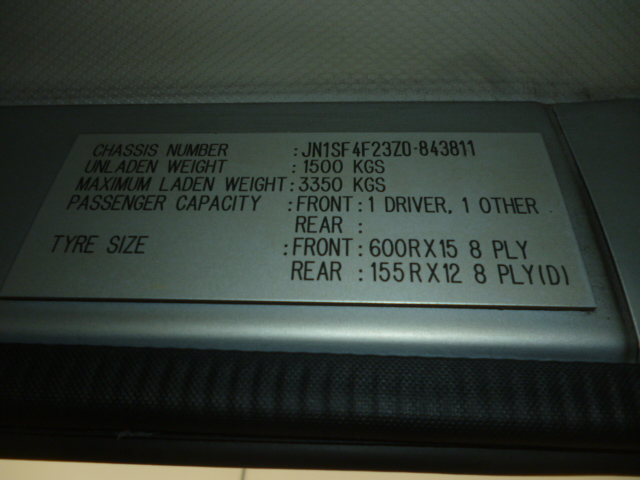 CHASSIS NUMBER :JN1SF4F23Z0-843811
UNLADEN WEIGHT :1500 KGS
MAXIMUM LADEN WEIGHT:3350 KGS
PASSENGER CAPACITY :FRONT:1 DRIVER, 1 OTHER
REAR :
TYRE SIZE :FRONT:600RX15 8 PLY
REAR :155RX12 8 PLY(D)